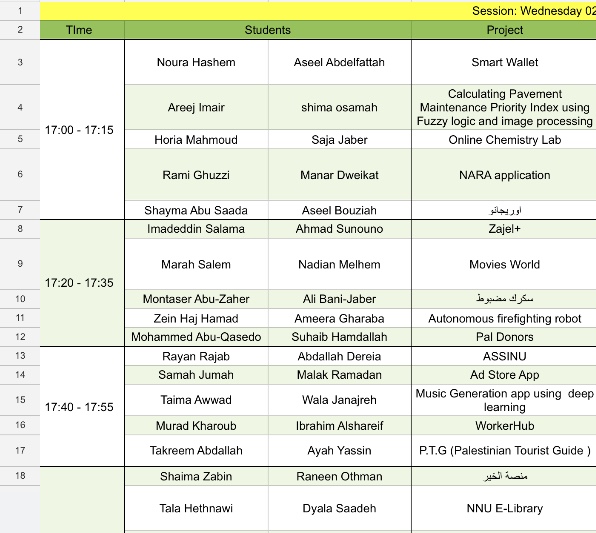 1 Session: Wednesday 02
2 TIme Students Project
3 17:00 - 17:15 Noura Hashem Aseel Abdelfattah Smart Wallet
4 Areej Imair shima osamah Calculating Pavement
Maintenance Priority Index using
Fuzzy logic and image processing
5 Horia Mahmoud Saja Jaber Online Chemistry Lab
6 Rami Ghuzzi Manar Dweikat NARA application
7 Shayma Abu Saada Aseel Bouziah اوريجانو
8 17:20 - 17:35 Imadeddin Salama Ahmad Sunouno Zajel+
9 Marah Salem Nadian Melhem Movies World
10 Montaser Abu-Zaher Ali Bani-Jaber سكرك مضبوط
11 Zein Haj Hamad Ameera Gharaba Autonomous firefighting robot
12 Mohammed Abu-Qasedo Suhaib Hamdallah Pal Donors
13 17:40 - 17:55 Rayan Rajab Abdallah Dereia ASSINU
14 Samah Jumah Malak Ramadan Ad Store App
15 Taima Awwad Wala Janajreh Music Generation app using deep
learning
16 Murad Kharoub Ibrahim Alshareif WorkerHub
17 Takreem Abdallah Ayah Yassin P.T.G (Palestinian Tourist Guide )
18 Shaima Zabin Raneen Othman منصة الخير
Tala Hethnawi Dyala Saadeh NNU E-Library